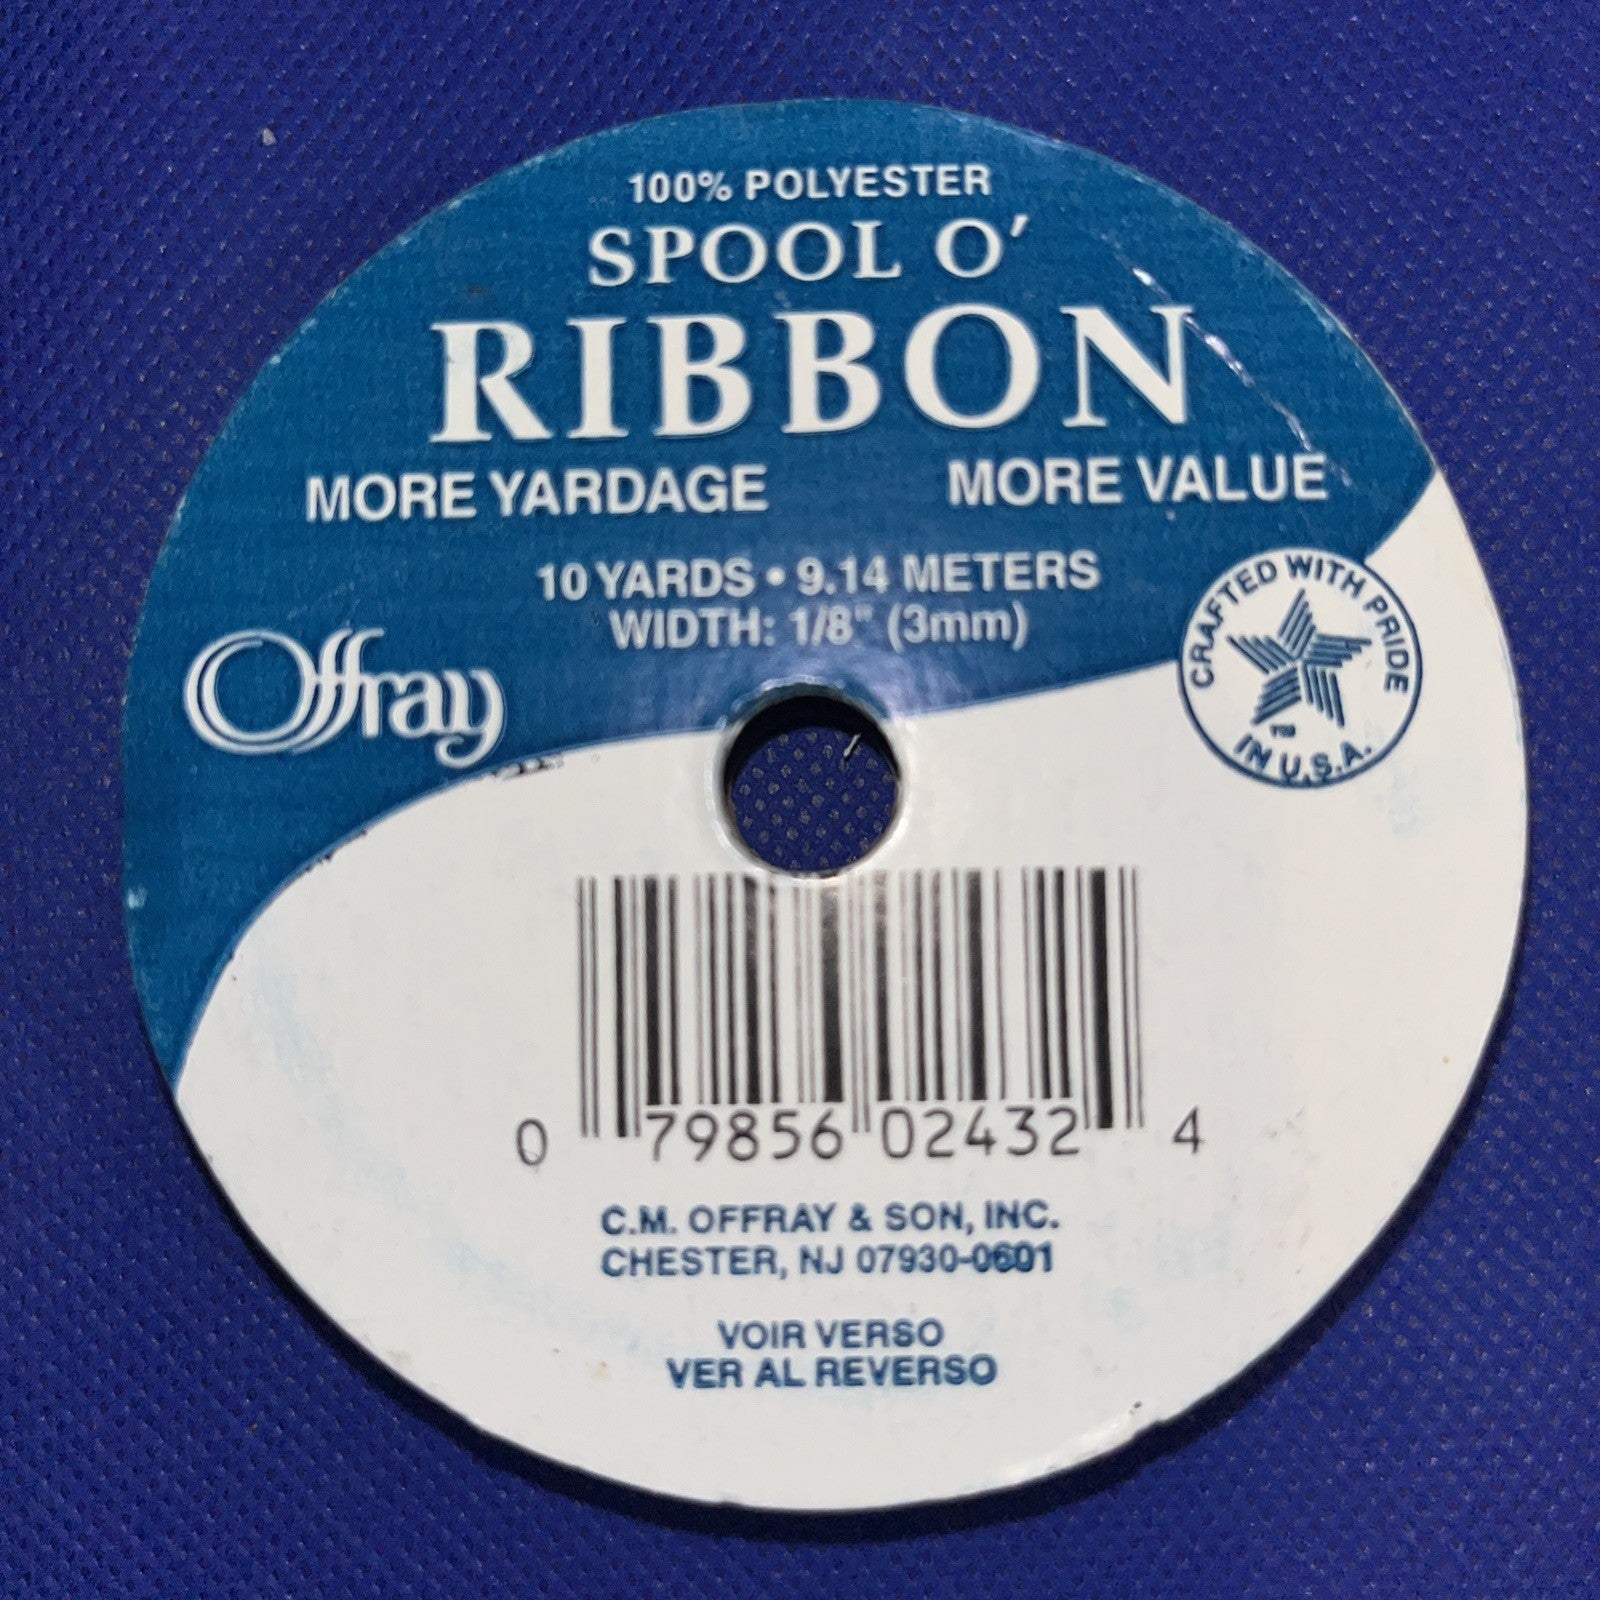 100% POLYESTER
SPOOL O'
RIBBON
MORE YARDAGE MORE VALUE
10 YARDS • 9.14 METERS
WIDTH: 1/8" (3mm)
Offray
CRAFTED WITH PRIDE
IN U.S.A.
TM
0 79856 02432 4
C.M. OFFRAY & SON, INC.
CHESTER, NJ 07930-0601
VOIR VERSO
VER AL REVERSO